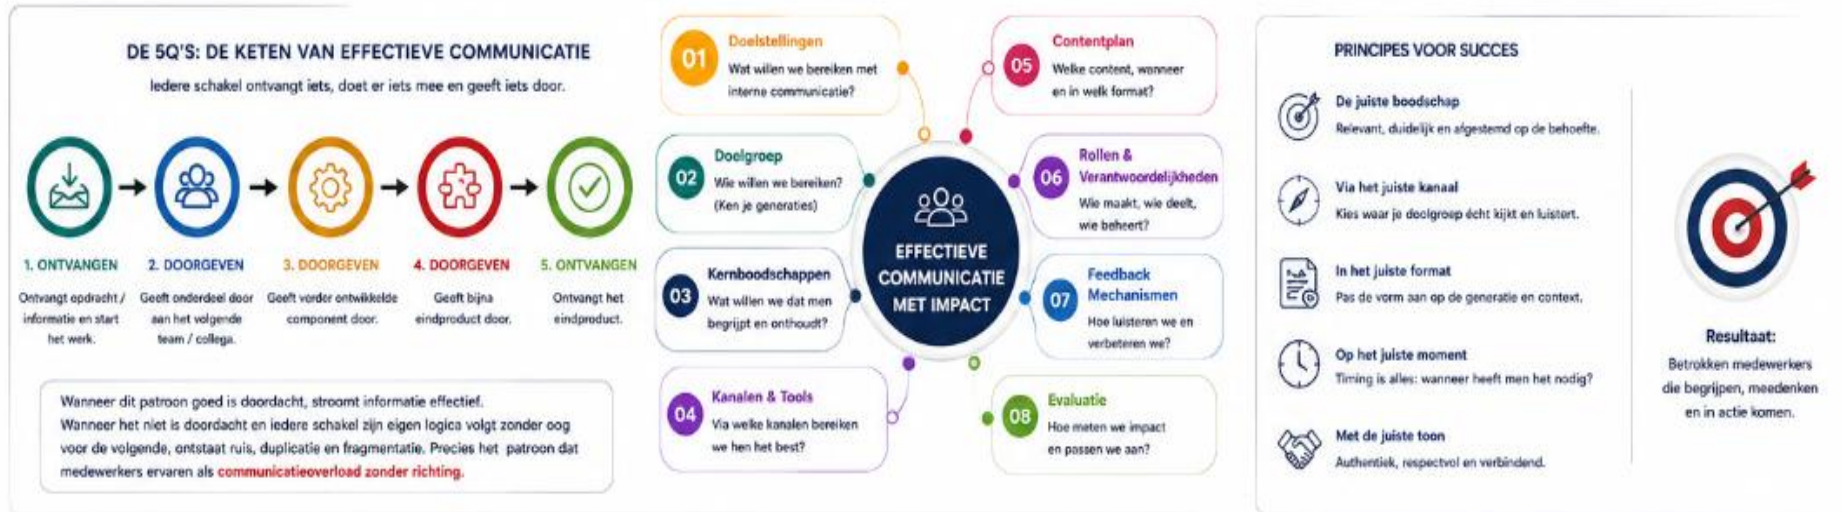 DE 5Q'S: DE KETEN VAN EFFECTIEVE COMMUNICATIE
Iedere schakel ontvangt iets, doet er iets mee en geeft iets door.
1. ONTVANGEN
Ontvangt opdracht /
informatie en start
het werk.
2. DOORGEVEN
Geeft onderdeel door
aan het volgende
team / collega.
3. DOORGEVEN
Geeft verder ontwikkelde
component door.
4. DOORGEVEN
Geeft bijna
eindproduct door.
5. ONTVANGEN
Ontvangt het
eindproduct.
Wanneer dit patroon goed is doordacht, stroomt informatie effectief.
Wanneer het niet is doordacht en iedere schakel zijn eigen logica volgt zonder oog
voor de volgende, ontstaat ruis, duplicatie en fragmentatie. Precies het patroon dat
medewerkers ervaren als communicatieoverload zonder richting.
01
Doelstellingen
Wat willen we bereiken met
interne communicatie?
02
Doelgroep
Wie willen we bereiken?
(Ken je generaties)
03
Kernboodschappen
Wat willen we dat men
begrijpt en onthoudt?
04
Kanalen & Tools
Via welke kanalen bereiken
we hen het best?
EFFECTIEVE
COMMUNICATIE
MET IMPACT
05
Contentplan
Welke content, wanneer
en in welk format?
06
Rollen &
Verantwoordelijkheden
Wie maakt, wie deelt,
wie beheert?
07
Feedback
Mechanismen
Hoe luisteren we en
verbeteren we?
08
Evaluatie
Hoe meten we impact
en passen we aan?
PRINCIPES VOOR SUCCES
De juiste boodschap
Relevant, duidelijk en afgestemd op de behoefte.
Via het juiste kanaal
Kies waar je doelgroep écht kijkt en luistert.
In het juiste format
Pas de vorm aan op de generatie en context.
Op het juiste moment
Timing is alles: wanneer heeft men het nodig?
Met de juiste toon
Authentiek, respectvol en verbindend.
Resultaat:
Betrokken medewerkers
die begrijpen, meedenken
en in actie komen.